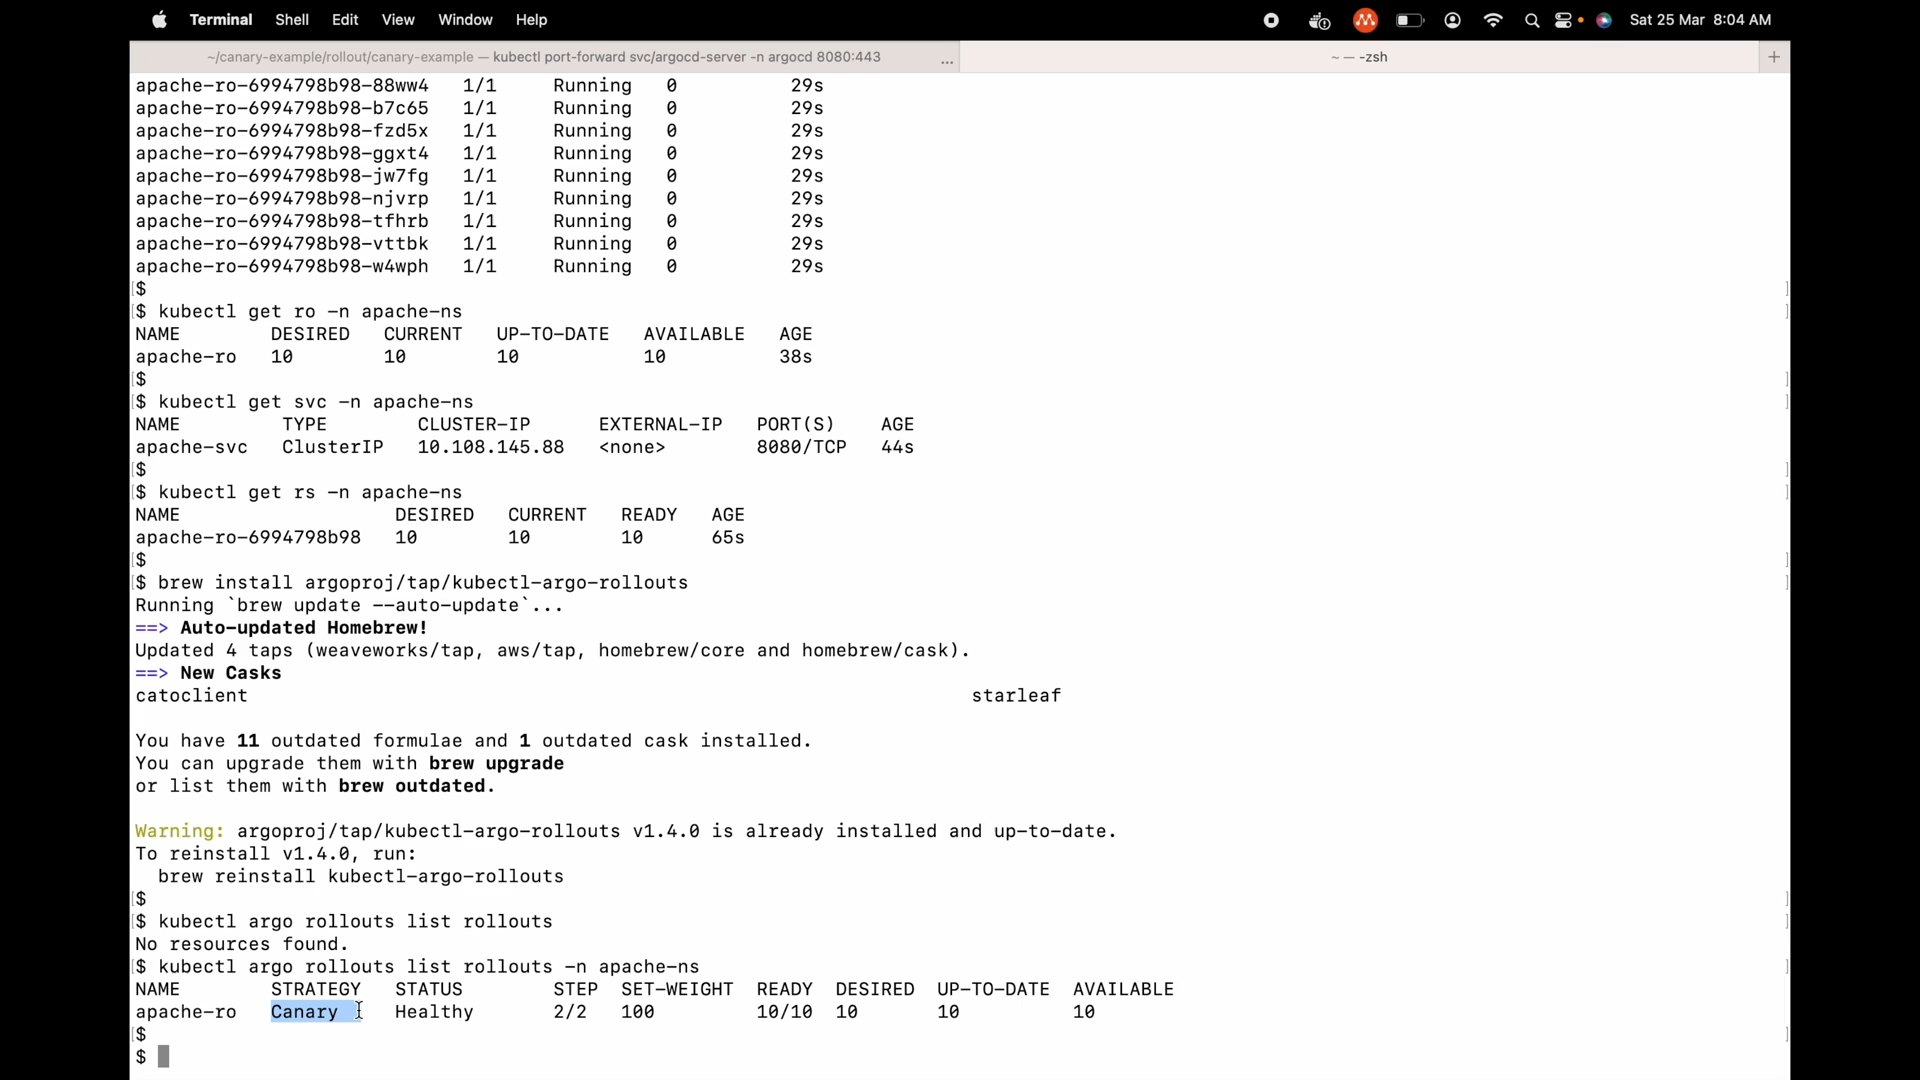 Terminal Shell Edit View Window Help Sat 25 Mar 8:04 AM
~/canary-example/rollout/canary-example — kubectl port-forward svc/argocd-server -n argocd 8080:443 ... ~ — -zsh +
apache-ro-6994798b98-88ww4 1/1 Running 0 29s
apache-ro-6994798b98-b7c65 1/1 Running 0 29s
apache-ro-6994798b98-fzd5x 1/1 Running 0 29s
apache-ro-6994798b98-ggxt4 1/1 Running 0 29s
apache-ro-6994798b98-jw7fg 1/1 Running 0 29s
apache-ro-6994798b98-njvrp 1/1 Running 0 29s
apache-ro-6994798b98-tfhrb 1/1 Running 0 29s
apache-ro-6994798b98-vttbk 1/1 Running 0 29s
apache-ro-6994798b98-w4wph 1/1 Running 0 29s
[$ ]
[$ kubectl get ro -n apache-ns ]
NAME DESIRED CURRENT UP-TO-DATE AVAILABLE AGE
apache-ro 10 10 10 10 38s
[$ ]
[$ kubectl get svc -n apache-ns ]
NAME TYPE CLUSTER-IP EXTERNAL-IP PORT(S) AGE
apache-svc ClusterIP 10.108.145.88 <none> 8080/TCP 44s
[$ ]
[$ kubectl get rs -n apache-ns ]
NAME DESIRED CURRENT READY AGE
apache-ro-6994798b98 10 10 10 65s
[$ ]
[$ brew install argoproj/tap/kubectl-argo-rollouts ]
Running `brew update --auto-update`...
==> Auto-updated Homebrew!
Updated 4 taps (weaveworks/tap, aws/tap, homebrew/core and homebrew/cask).
==> New Casks
catoclient starleaf
You have 11 outdated formulae and 1 outdated cask installed.
You can upgrade them with brew upgrade
or list them with brew outdated.
Warning: argoproj/tap/kubectl-argo-rollouts v1.4.0 is already installed and up-to-date.
To reinstall v1.4.0, run:
brew reinstall kubectl-argo-rollouts
[$ ]
[$ kubectl argo rollouts list rollouts ]
No resources found.
[$ kubectl argo rollouts list rollouts -n apache-ns ]
NAME STRATEGY STATUS STEP SET-WEIGHT READY DESIRED UP-TO-DATE AVAILABLE
apache-ro Canary Healthy 2/2 100 10/10 10 10 10
[$ ]
$